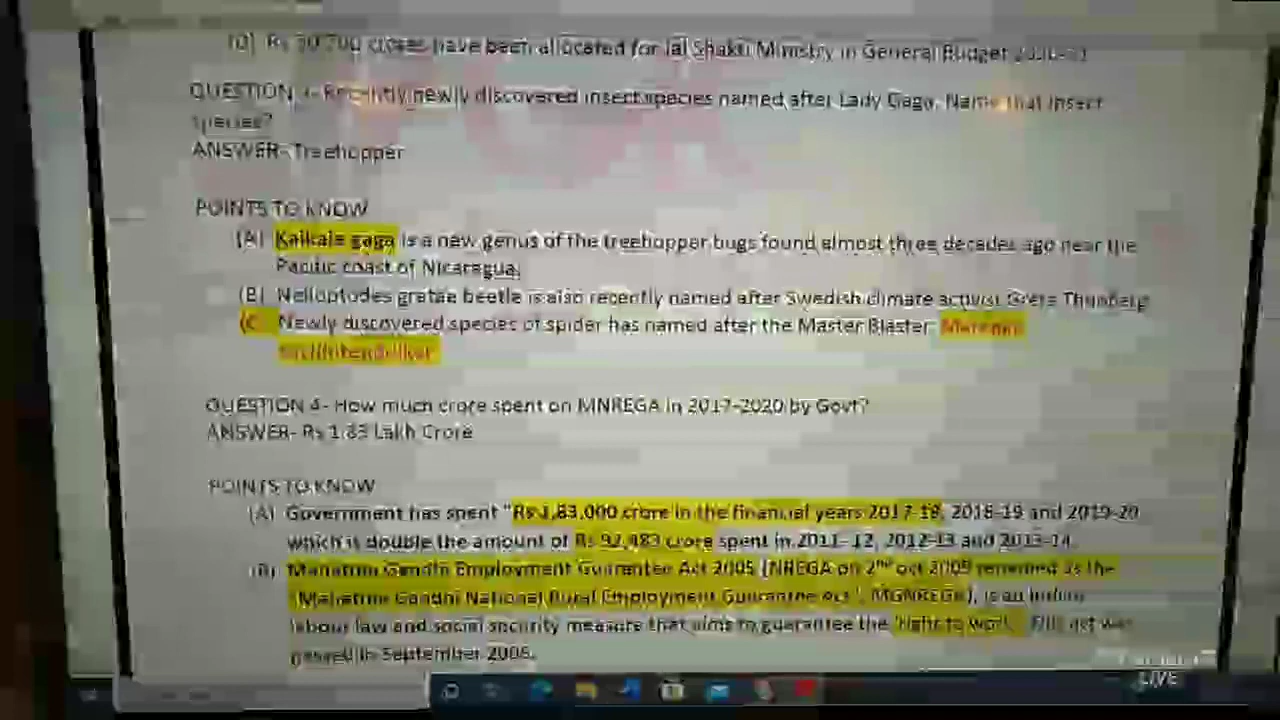 (D) Rs 30,700 crores have been allocated for Jal Shakti Ministry in General Budget 2020-21
QUESTION 3- Recently newly discovered insect species named after Lady Gaga. Name that insect
species?
ANSWER- Treehopper
POINTS TO KNOW
(A) Kaikaia gaga is a new genus of the treehopper bugs found almost three decades ago near the
Pacific coast of Nicaragua.
(B) Nelloptodes gretae beetle is also recently named after Swedish climate activist Greta Thunberg
(C Newly discovered species of spider has named after the Master Blaster
QUESTION 4- How much crore spent on MNREGA in 2017-2020 by Govt?
ANSWER- Rs 1.83 Lakh Crore
POINTS TO KNOW
(A) Government has spent "Rs 1,83,000 crore in the financial years 2017-18, 2018-19 and 2019-20
which is double the amount of Rs 92,483 crore spent in 2011-12, 2012-13 and 2013-14.
(B) Mahatma Gandhi Employment Guarantee Act 2005 (NREGA on 2nd oct 2009 renamed as the
"Mahatma Gandhi National Rural Employment Guarantee Act", MGNREGA), is an Indian
labour law and social security measure that aims to guarantee the 'right to work'. This act was
passed in September 2005.
LIVE